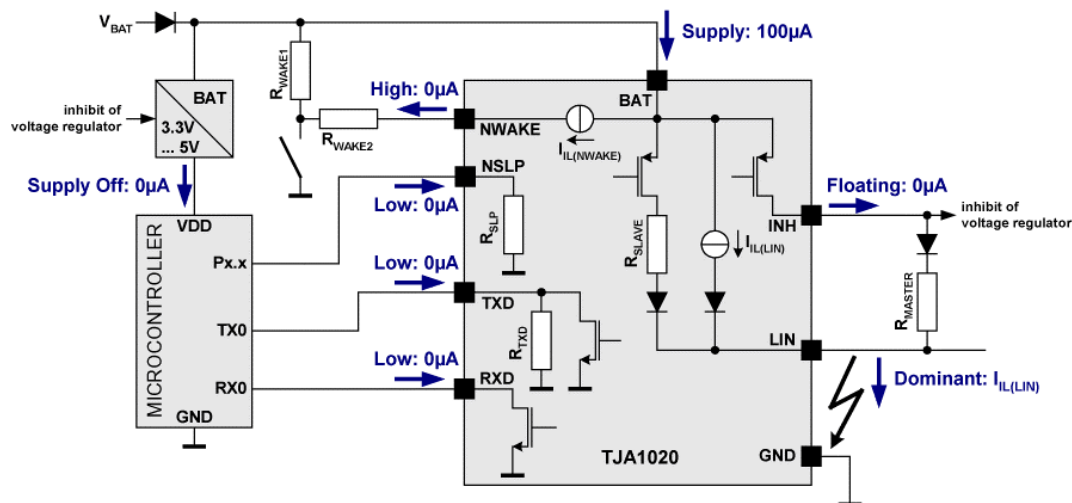 VBAT
Supply: 100µA
BAT
3.3V
... 5V
inhibit of
voltage regulator
RWAKE1
RWAKE2
High: 0µA
NWAKE
IIL(NWAKE)
BAT
Supply Off: 0µA
NSLP
Low: 0µA
RSLP
RSLAVE
IIL(LIN)
INH
Floating: 0µA
inhibit of
voltage regulator
MICROCONTROLLER
VDD
Px.x
Low: 0µA
TXD
TX0
RTXD
RMASTER
LIN
Low: 0µA
RXD
RX0
Dominant: IIL(LIN)
GND
TJA1020
GND